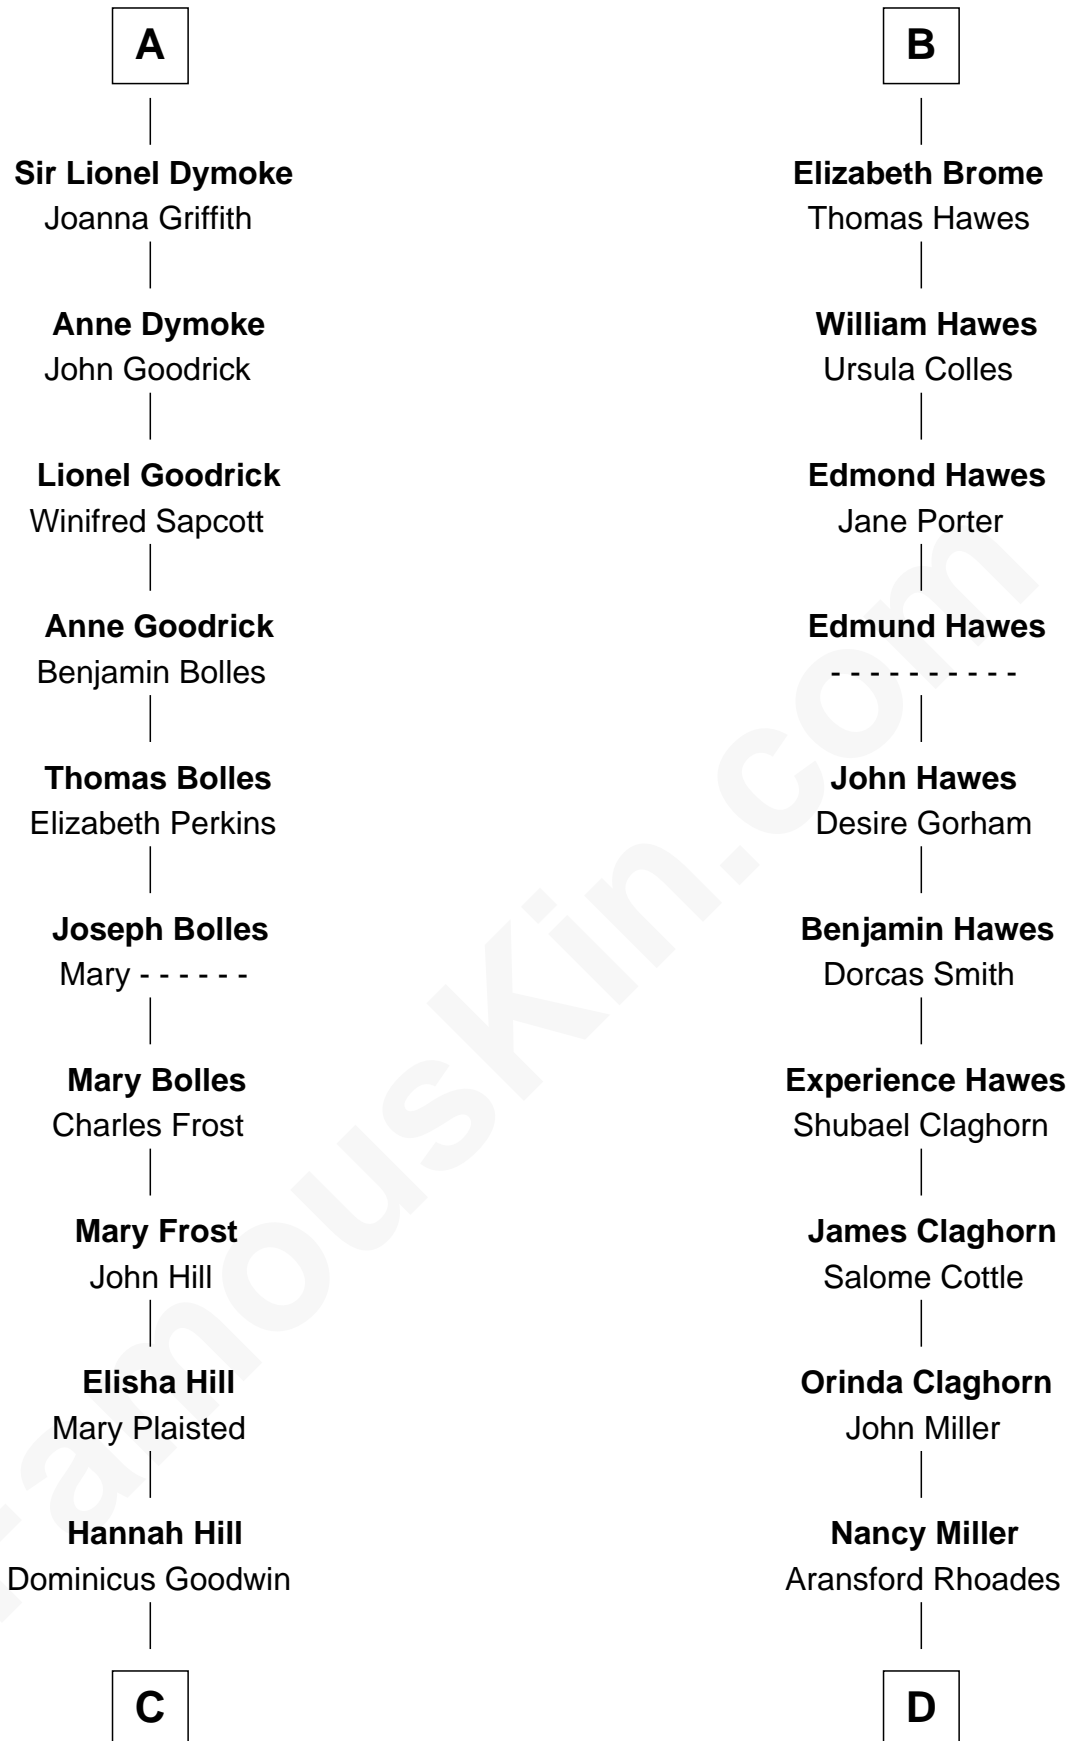 A
Sir Lionel Dymoke
Joanna Griffith
Anne Dymoke
John Goodrick
Lionel Goodrick
Winifred Sapcott
Anne Goodrick
Benjamin Bolles
Thomas Bolles
Elizabeth Perkins
Joseph Bolles
Mary - - - - - -
Mary Bolles
Charles Frost
Mary Frost
John Hill
Elisha Hill
Mary Plaisted
Hannah Hill
Dominicus Goodwin
C
B
Elizabeth Brome
Thomas Hawes
William Hawes
Ursula Colles
Edmond Hawes
Jane Porter
Edmund Hawes
- - - - - - - - - -
John Hawes
Desire Gorham
Benjamin Hawes
Dorcas Smith
Experience Hawes
Shubael Claghorn
James Claghorn
Salome Cottle
Orinda Claghorn
John Miller
Nancy Miller
Aransford Rhoades
D
FamousKin.com